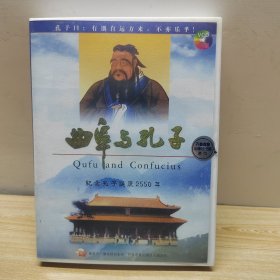 孔子曰：有朋自远方来，不亦乐乎！
VCD
曲阜与孔子
Qufu and Confucius
纪念孔子诞辰2550年